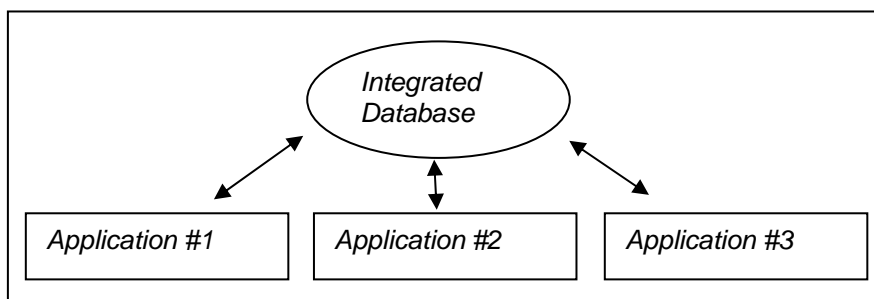 Integrated
Database
Application #1
Application #2
Application #3